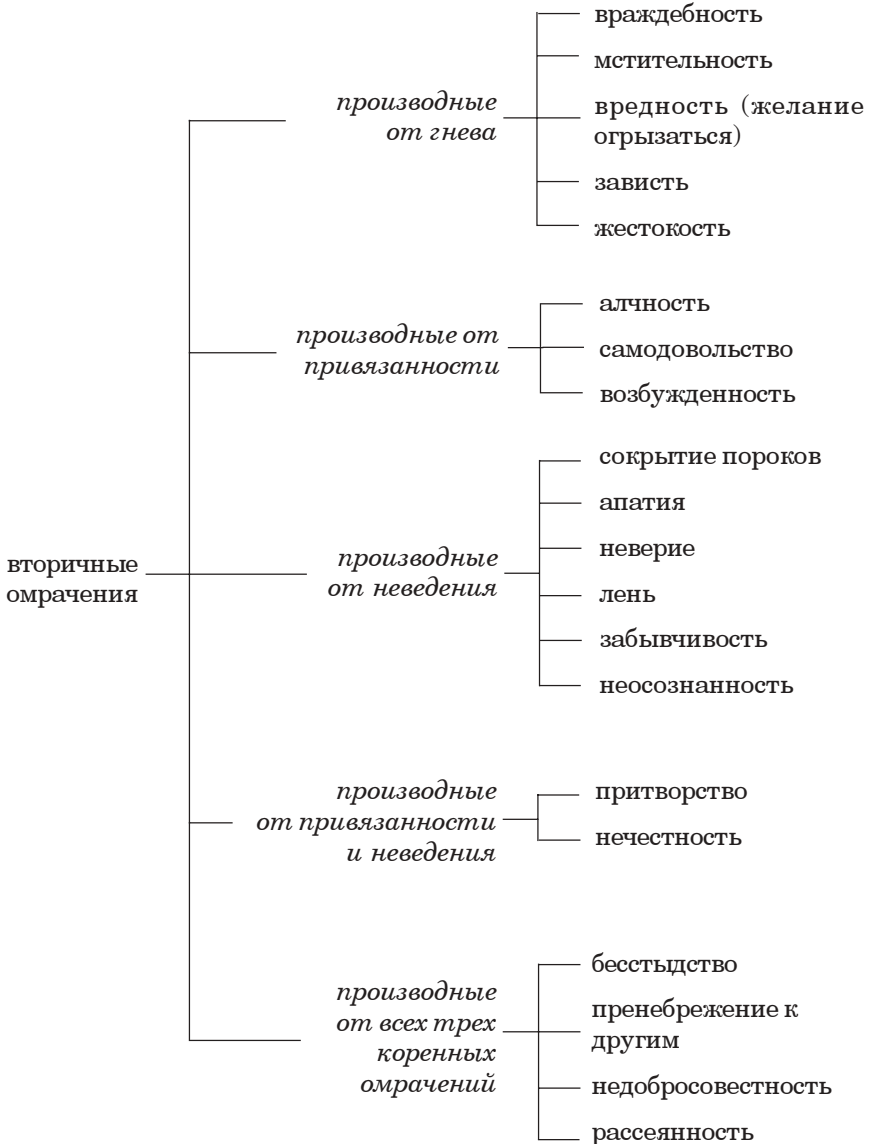 вторичные
омрачения
производные
от гнева
враждебность
мстительность
вредность (желание
огрызаться)
зависть
жестокость
производные от
привязанности
алчность
самодовольство
возбужденность
производные
от неведения
сокрытие пороков
апатия
неверие
лень
забывчивость
неосознанность
производные
от привязанности
и неведения
притворство
нечестность
производные
от всех трех
коренных
омрачений
бесстыдство
пренебрежение к
другим
недобросовестность
рассеянность